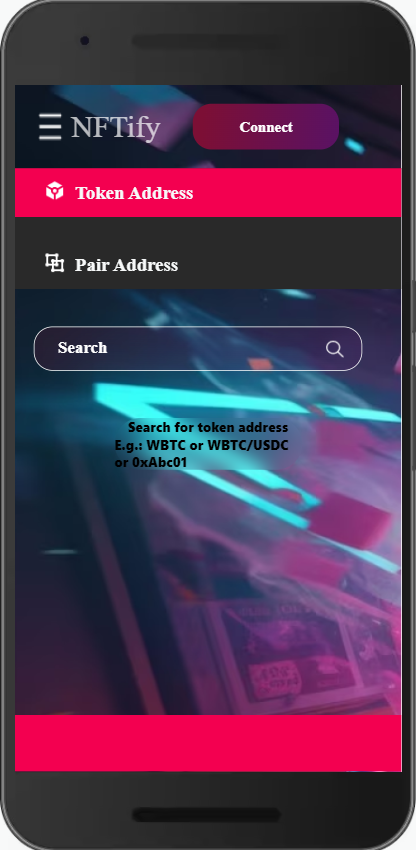 NFTify
Connect
Token Address
Pair Address
Search
Search for token address
E.g.: WBTC or WBTC/USDC
or 0xAbc01